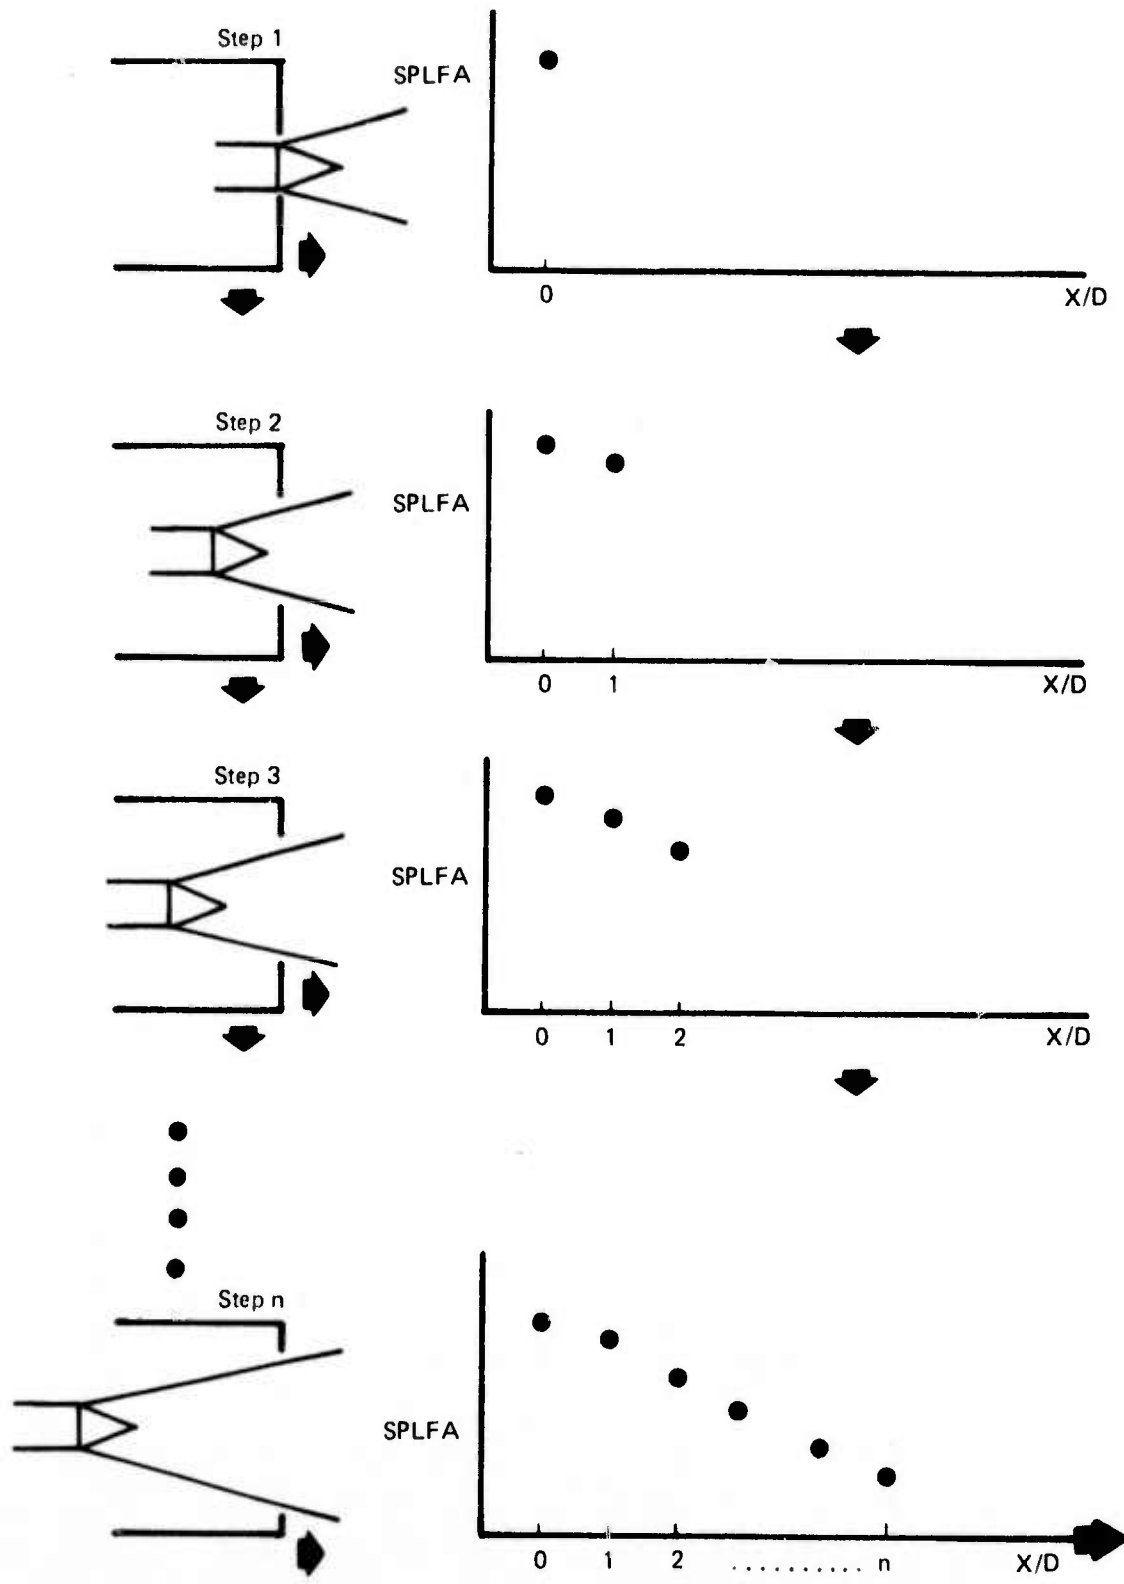 Step 1
SPLFA
0
X/D
Step 2
SPLFA
0 1
X/D
Step 3
SPLFA
0 1 2
X/D
Step n
SPLFA
0 1 2 .......... n
X/D